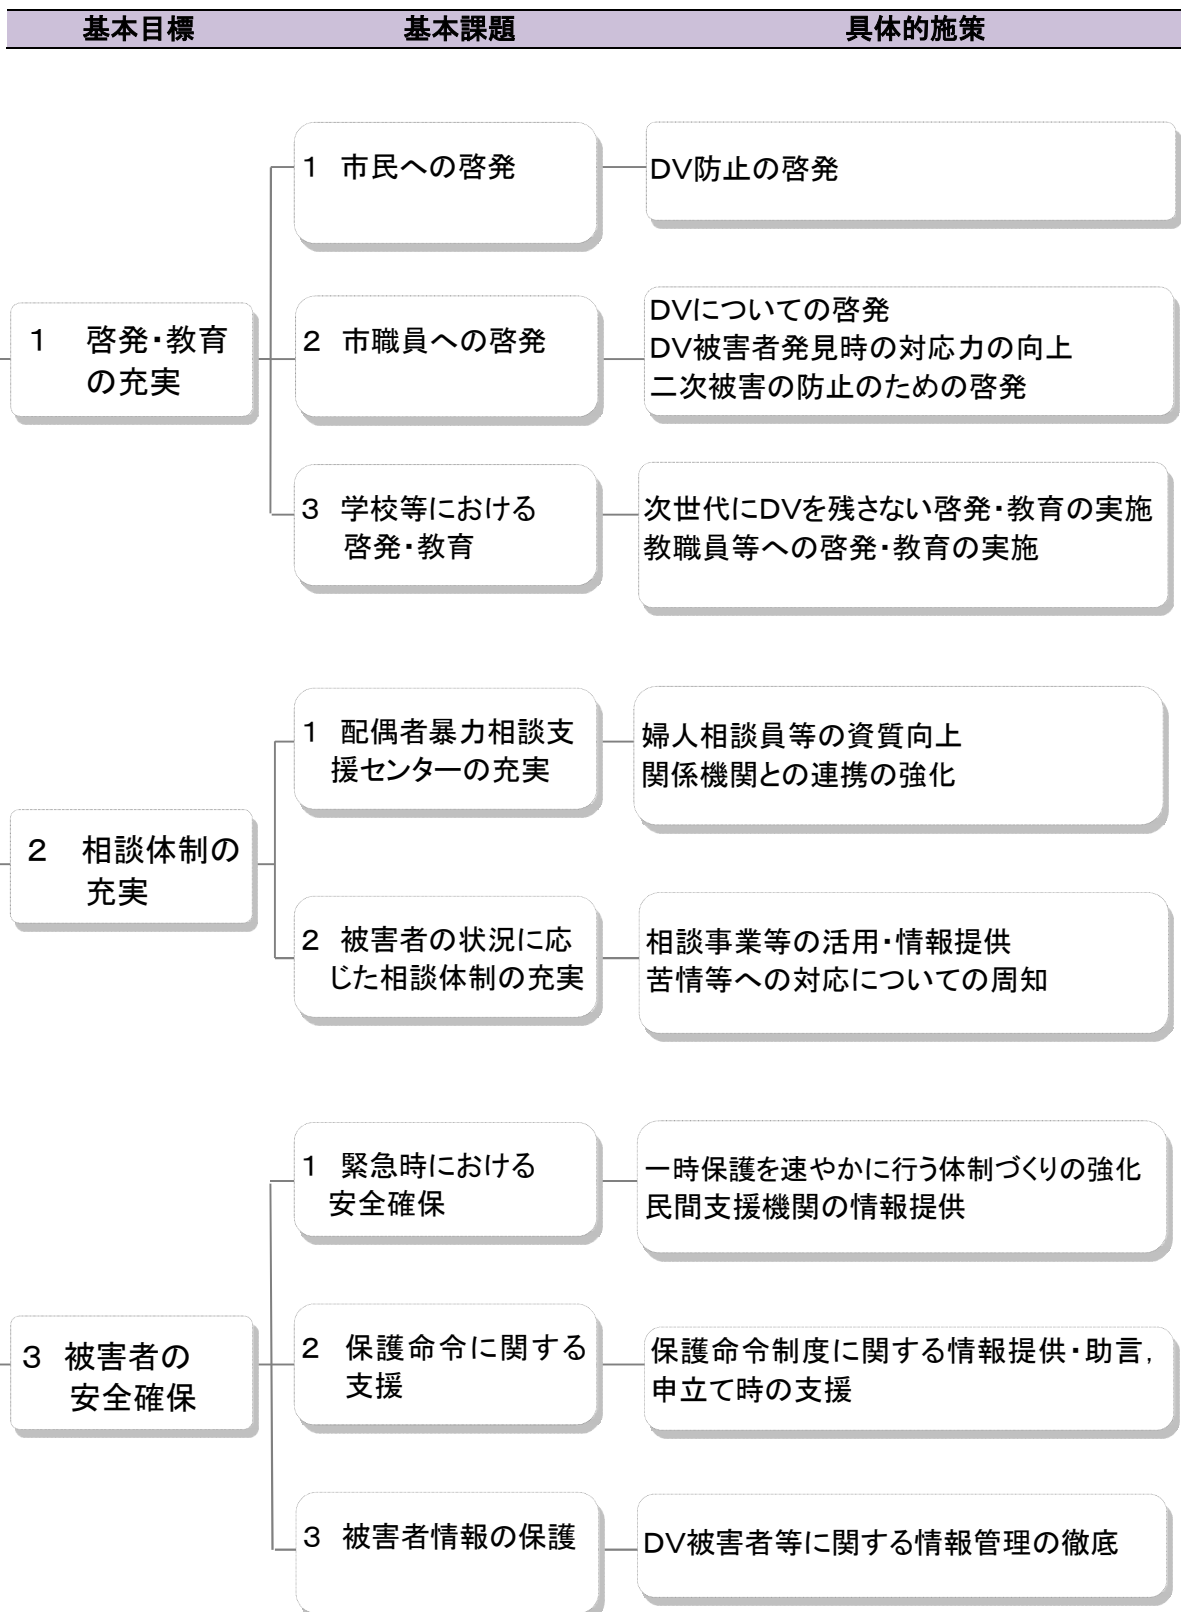 基本目標 基本課題 具体的施策
1 啓発・教育
の充実
1 市民への啓発
DV防止の啓発
2 市職員への啓発
DVについての啓発
DV被害者発見時の対応力の向上
二次被害の防止のための啓発
3 学校等における
啓発・教育
次世代にDVを残さない啓発・教育の実施
教職員等への啓発・教育の実施
2 相談体制の
充実
1 配偶者暴力相談支
援センターの充実
婦人相談員等の資質向上
関係機関との連携の強化
2 被害者の状況に応
じた相談体制の充実
相談事業等の活用・情報提供
苦情等への対応についての周知
3 被害者の
安全確保
1 緊急時における
安全確保
一時保護を速やかに行う体制づくりの強化
民間支援機関の情報提供
2 保護命令に関する
支援
保護命令制度に関する情報提供・助言,
申立て時の支援
3 被害者情報の保護
DV被害者等に関する情報管理の徹底